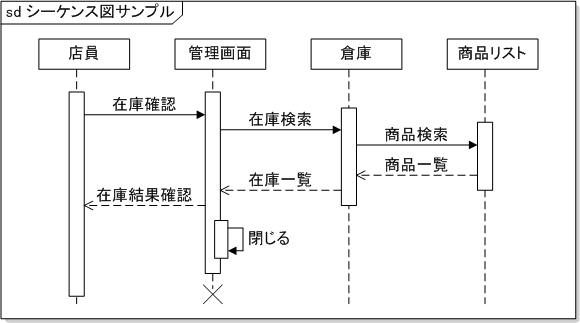 sd シーケンス図サンプル
店員
管理画面
倉庫
商品リスト
在庫確認
在庫検索
商品検索
商品一覧
在庫一覧
在庫結果確認
閉じる